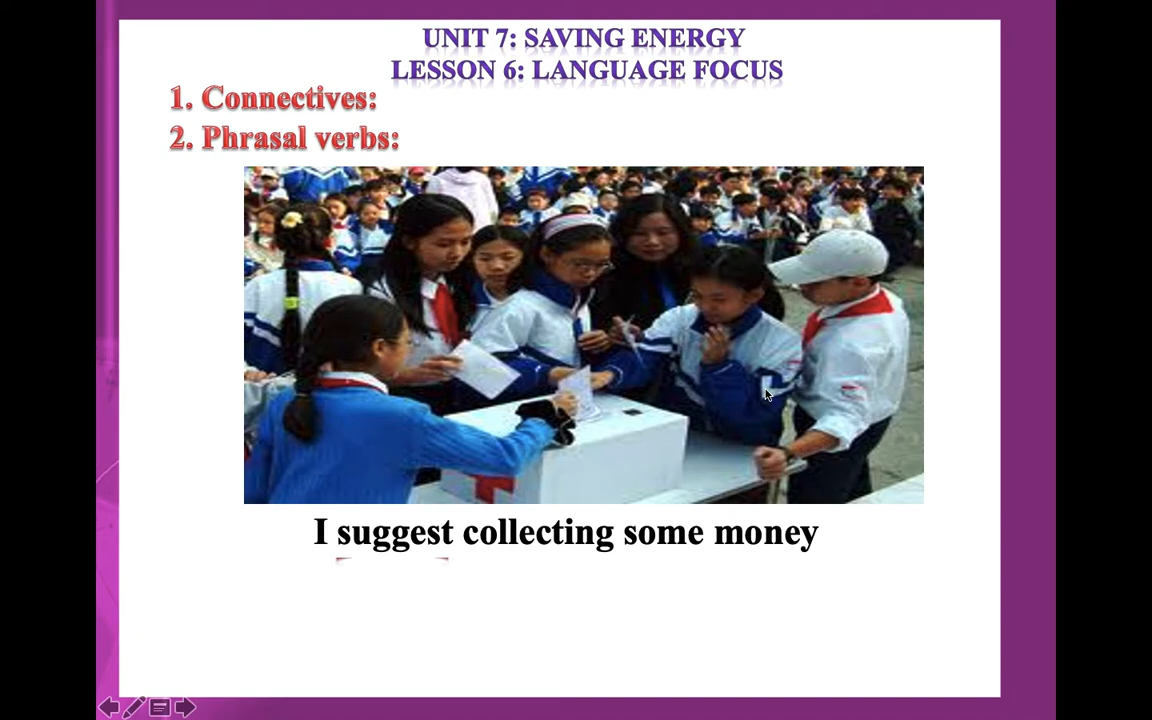 UNIT 7: SAVING ENERGY
LESSON 6: LANGUAGE FOCUS
1. Connectives:
2. Phrasal verbs:
I suggest collecting some money